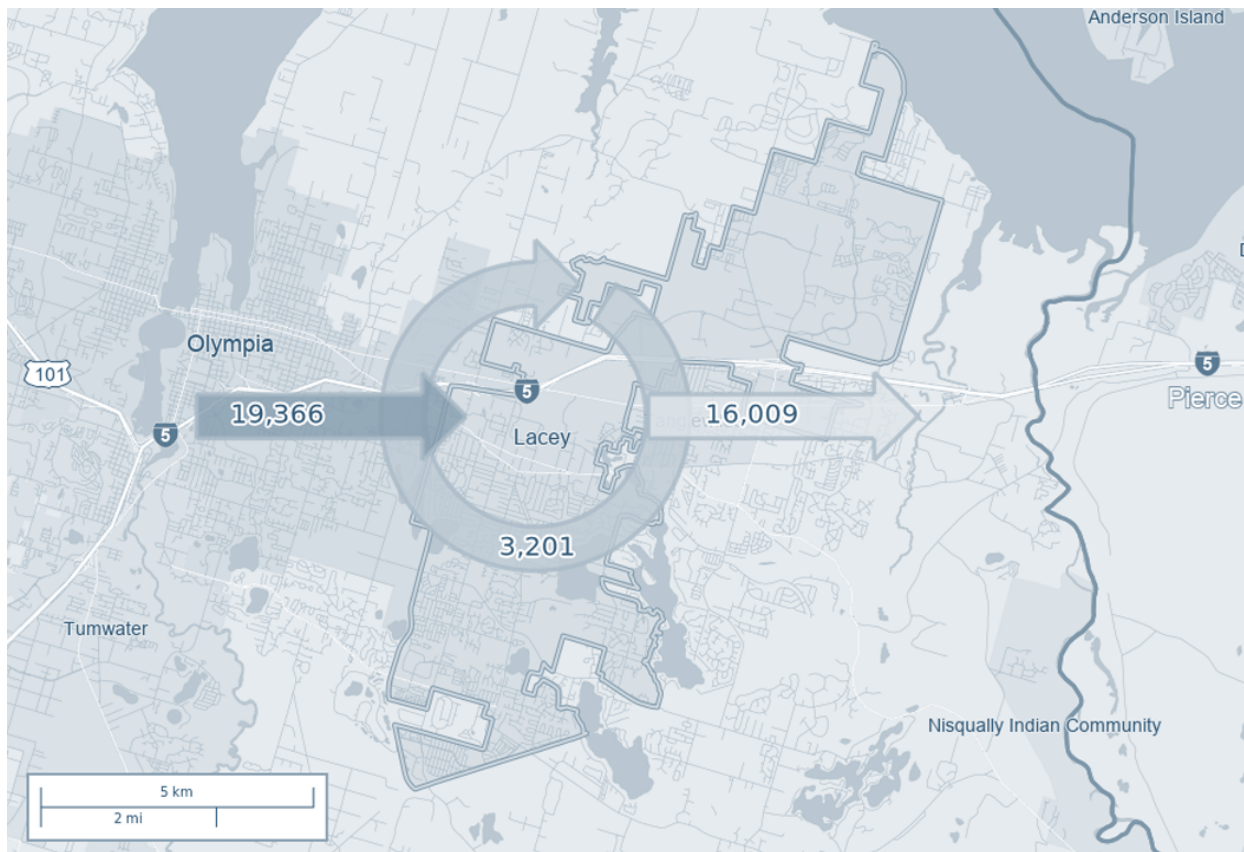 Anderson Island
Olympia
101
5
19,366
5
Lacey
16,009
5
Pierce
3,201
Tumwater
Nisqually Indian Community
5 km
2 mi